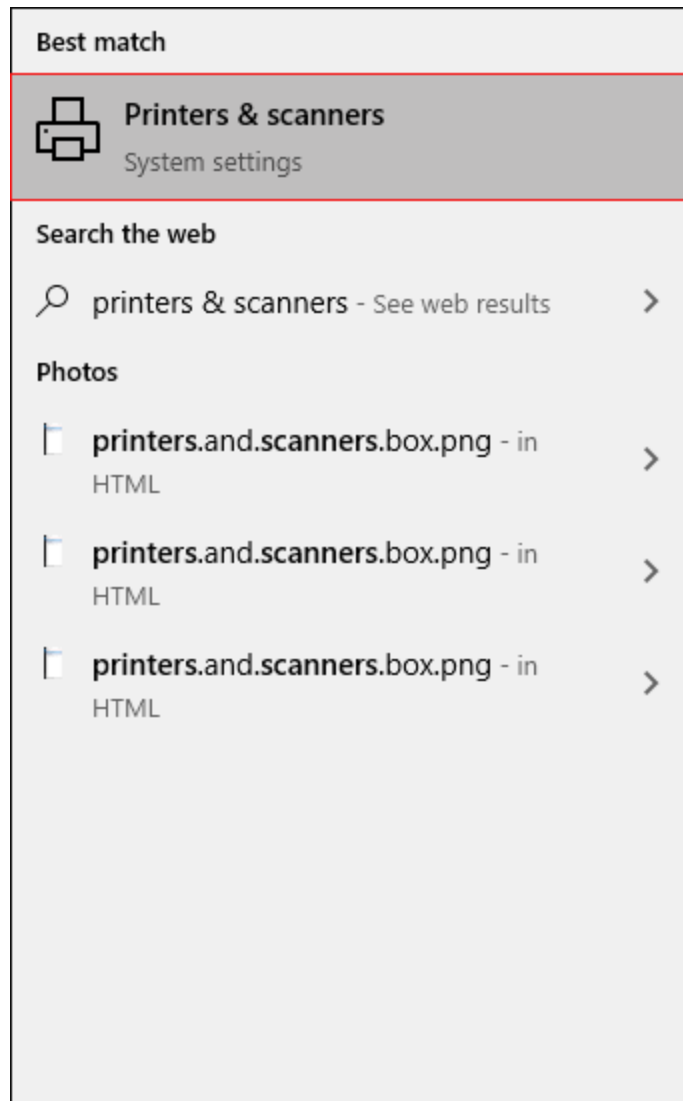 Best match
Printers & scanners
System settings
Search the web
printers & scanners - See web results
Photos
printers.and.scanners.box.png - in
HTML
printers.and.scanners.box.png - in
HTML
printers.and.scanners.box.png - in
HTML